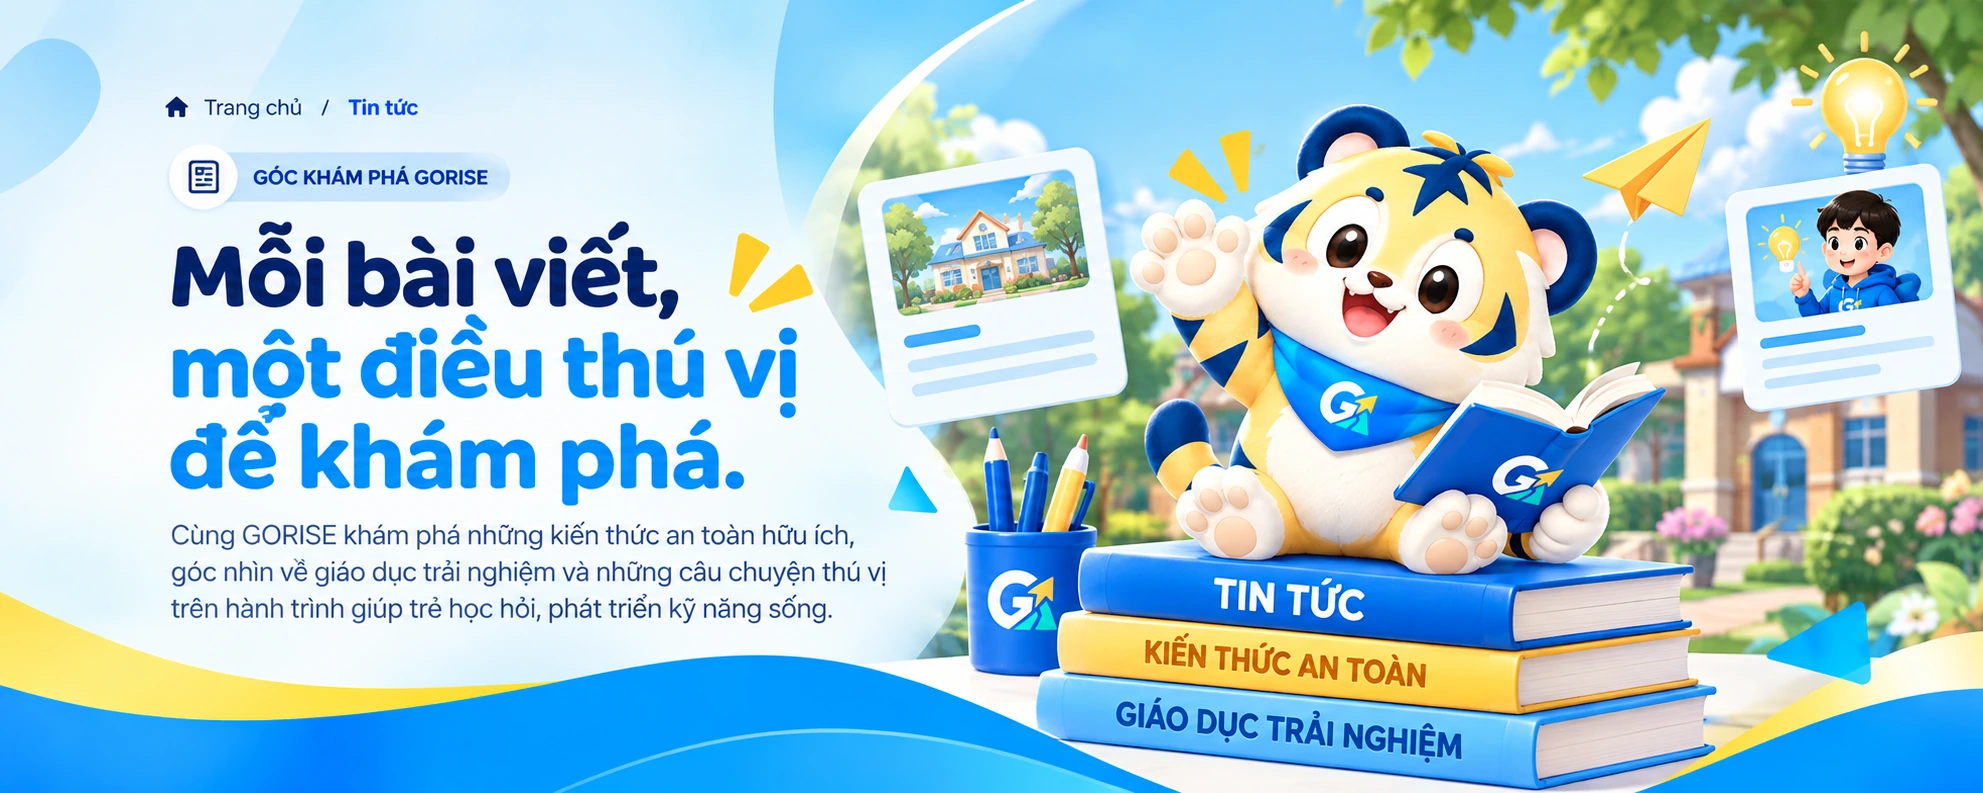 Trang chủ / Tin tức
GÓC KHÁM PHÁ GORISE
Mỗi bài viết,
một điều thú vị
để khám phá.
Cùng GORISE khám phá những kiến thức an toàn hữu ích,
góc nhìn về giáo dục trải nghiệm và những câu chuyện thú vị
trên hành trình giúp trẻ học hỏi, phát triển kỹ năng sống.
G
G
G
G
TIN TỨC
KIẾN THỨC AN TOÀN
GIÁO DỤC TRẢI NGHIỆM